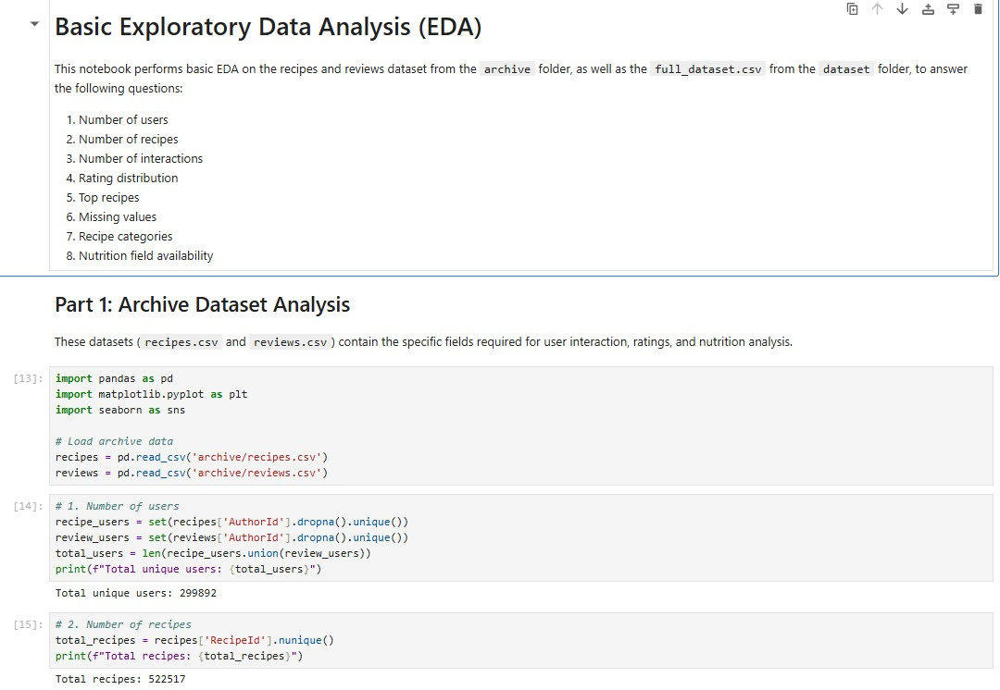 Basic Exploratory Data Analysis (EDA)
This notebook performs basic EDA on the recipes and reviews dataset from the archive folder, as well as the full_dataset.csv from the dataset folder, to answer
the following questions:
1. Number of users
2. Number of recipes
3. Number of interactions
4. Rating distribution
5. Top recipes
6. Missing values
7. Recipe categories
8. Nutrition field availability
Part 1: Archive Dataset Analysis
These datasets ( recipes.csv and reviews.csv ) contain the specific fields required for user interaction, ratings, and nutrition analysis.
[13]: import pandas as pd
import matplotlib.pyplot as plt
import seaborn as sns
# Load archive data
recipes = pd.read_csv('archive/recipes.csv')
reviews = pd.read_csv('archive/reviews.csv')
[14]: # 1. Number of users
recipe_users = set(recipes['AuthorId'].dropna().unique())
review_users = set(reviews['AuthorId'].dropna().unique())
total_users = len(recipe_users.union(review_users))
print(f"Total unique users: {total_users}")
Total unique users: 299892
[15]: # 2. Number of recipes
total_recipes = recipes['RecipeId'].nunique()
print(f"Total recipes: {total_recipes}")
Total recipes: 522517